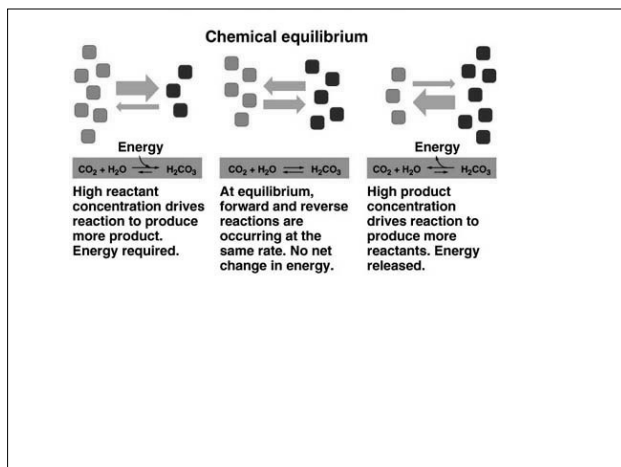 Chemical equilibrium
Energy
CO₂ + H₂O ⇌ H₂CO₃
High reactant
concentration drives
reaction to produce
more product.
Energy required.
CO₂ + H₂O ⇌ H₂CO₃
At equilibrium,
forward and reverse
reactions are
occurring at the
same rate. No net
change in energy.
Energy
CO₂ + H₂O ⇌ H₂CO₃
High product
concentration
drives reaction to
produce more
reactants. Energy
released.